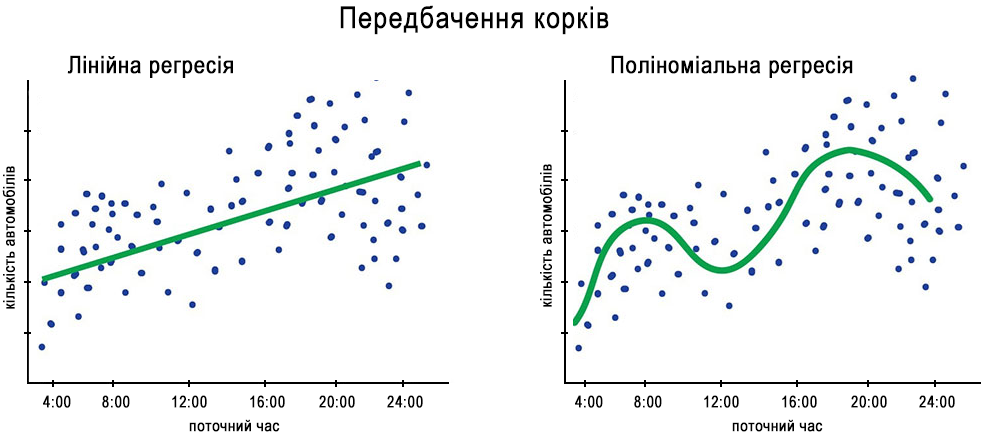 Передбачення корків
Лінійна регресія
кількість автомобілів
4:00 8:00 12:00 16:00 20:00 24:00
поточний час
Поліноміальна регресія
кількість автомобілів
4:00 8:00 12:00 16:00 20:00 24:00
поточний час